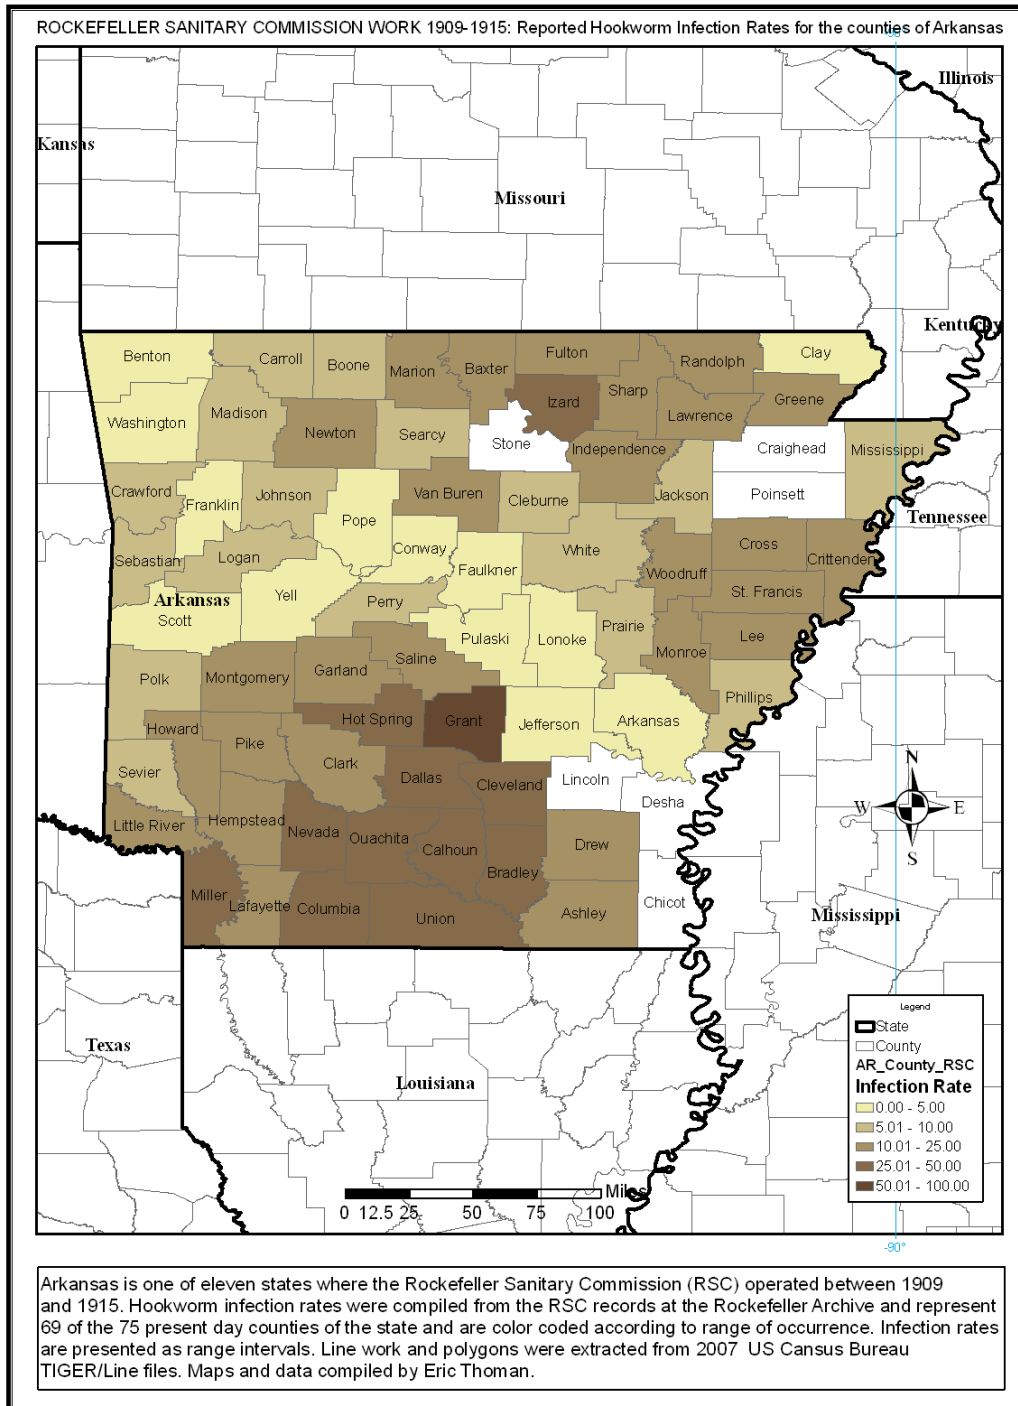 ROCKEFELLER SANITARY COMMISSION WORK 1909-1915: Reported Hookworm Infection Rates for the counties of Arkansas
-90°
Illinois
Kansas
Missouri
Kentucky
Benton
Carroll
Boone
Marion
Baxter
Fulton
Randolph
Clay
Sharp
Izard
Greene
Lawrence
Washington
Madison
Newton
Searcy
Stone
Independence
Craighead
Mississippi
Crawford
Franklin
Johnson
Pope
Van Buren
Cleburne
Jackson
Poinsett
Tennessee
Sebastian
Logan
Conway
Faulkner
White
Woodruff
Cross
Crittenden
St. Francis
Arkansas
Scott
Yell
Perry
Pulaski
Lonoke
Prairie
Monroe
Lee
Polk
Montgomery
Garland
Saline
Phillips
Howard
Pike
Hot Spring
Grant
Jefferson
Arkansas
Sevier
Clark
Dallas
Cleveland
Lincoln
Desha
N
W
E
S
Little River
Hempstead
Nevada
Ouachita
Calhoun
Bradley
Drew
Miller
Lafayette
Columbia
Union
Ashley
Chicot
Mississippi
Texas
Louisiana
Legend
State
County
AR_County_RSC
Infection Rate
0.00 - 5.00
5.01 - 10.00
10.01 - 25.00
25.01 - 50.00
50.01 - 100.00
Miles
0 12.5 25 50 75 100
-90°
Arkansas is one of eleven states where the Rockefeller Sanitary Commission (RSC) operated between 1909
and 1915. Hookworm infection rates were compiled from the RSC records at the Rockefeller Archive and represent
69 of the 75 present day counties of the state and are color coded according to range of occurrence. Infection rates
are presented as range intervals. Line work and polygons were extracted from 2007 US Cansus Bureau
TIGER/Line files. Maps and data compiled by Eric Thoman.